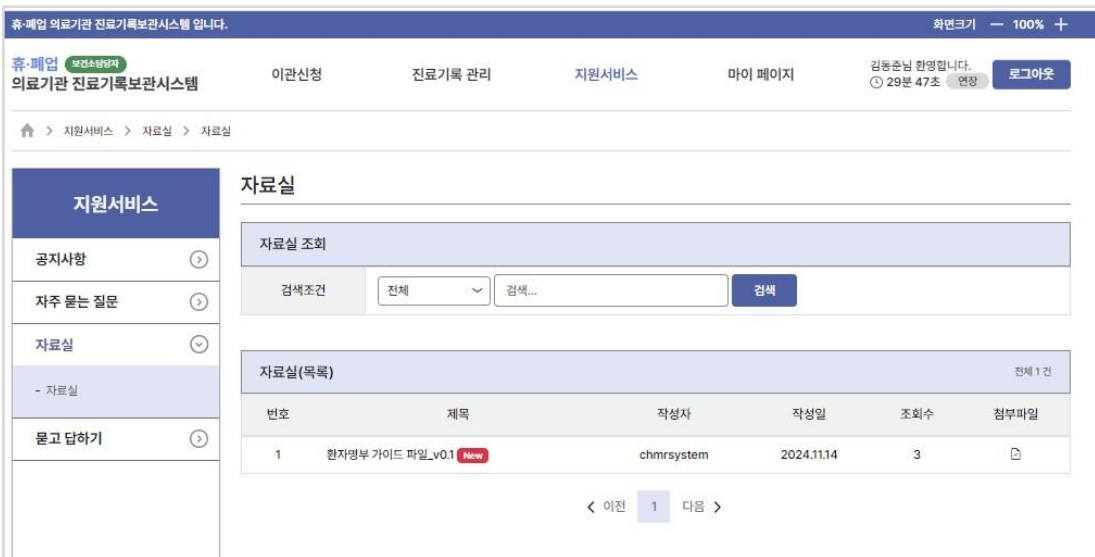 휴·폐업 의료기관 진료기록보관시스템 입니다.
화면크기 — 100% +
휴·폐업 보건소담당자
의료기관 진료기록보관시스템
이관신청 진료기록 관리 지원서비스 마이 페이지
김동준님 환영합니다.
29분 47초 연장
로그아웃
> 지원서비스 > 자료실 > 자료실
지원서비스
공지사항
자주 묻는 질문
자료실
- 자료실
묻고 답하기
자료실
자료실 조회
검색조건 전체 검색... 검색
자료실(목록) 전체 1 건
번호 제목 작성자 작성일 조회수 첨부파일
1 환자명부 가이드 파일_v0.1 New chmrsystem 2024.11.14 3
이전 1 다음